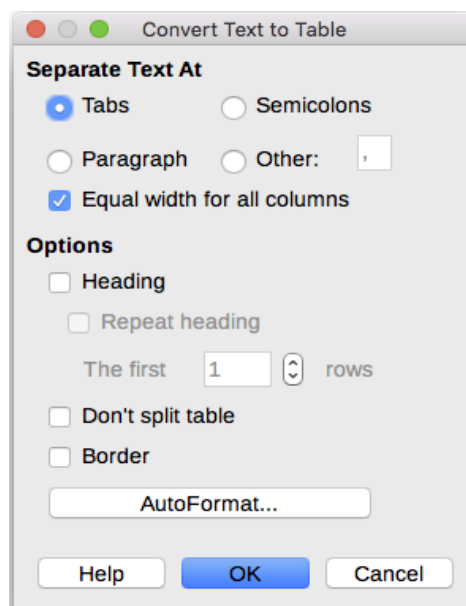 Convert Text to Table
Separate Text At
Tabs Semicolons
Paragraph Other: ,
Equal width for all columns
Options
Heading
Repeat heading
The first 1 rows
Don't split table
Border
AutoFormat...
Help OK Cancel